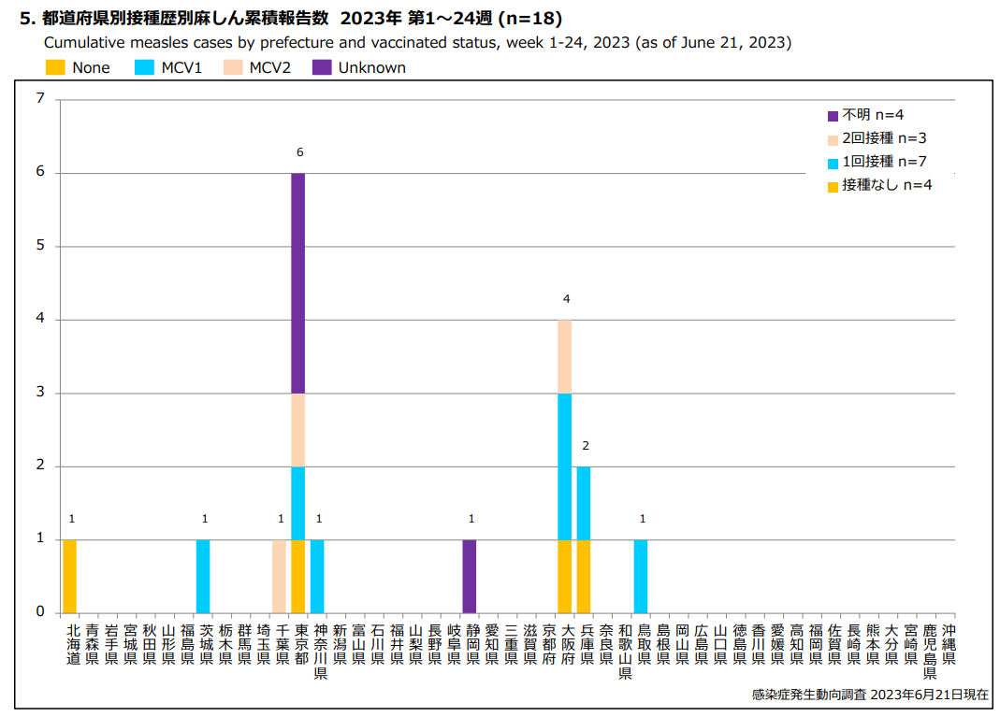 5. 都道府県別接種歴別麻しん累積報告数 2023年 第1～24週 (n=18)
Cumulative measles cases by prefecture and vaccinated status, week 1-24, 2023 (as of June 21, 2023)
None MCV1 MCV2 Unknown
7
6
5
4
3
2
1
0
不明 n=4
2回接種 n=3
1回接種 n=7
接種なし n=4
1
1
1
6
1
1
4
2
1
北海道
青森県
岩手県
宮城県
秋田県
山形県
福島県
茨城県
栃木県
群馬県
埼玉県
千葉県
東京都
神奈川県
新潟県
富山県
石川県
福井県
山梨県
長野県
岐阜県
静岡県
愛知県
三重県
滋賀県
京都府
大阪府
兵庫県
奈良県
和歌山県
鳥取県
島根県
岡山県
広島県
山口県
徳島県
香川県
愛媛県
高知県
福岡県
佐賀県
長崎県
熊本県
大分県
宮崎県
鹿児島県
沖縄県
感染症発生動向調査 2023年6月21日現在